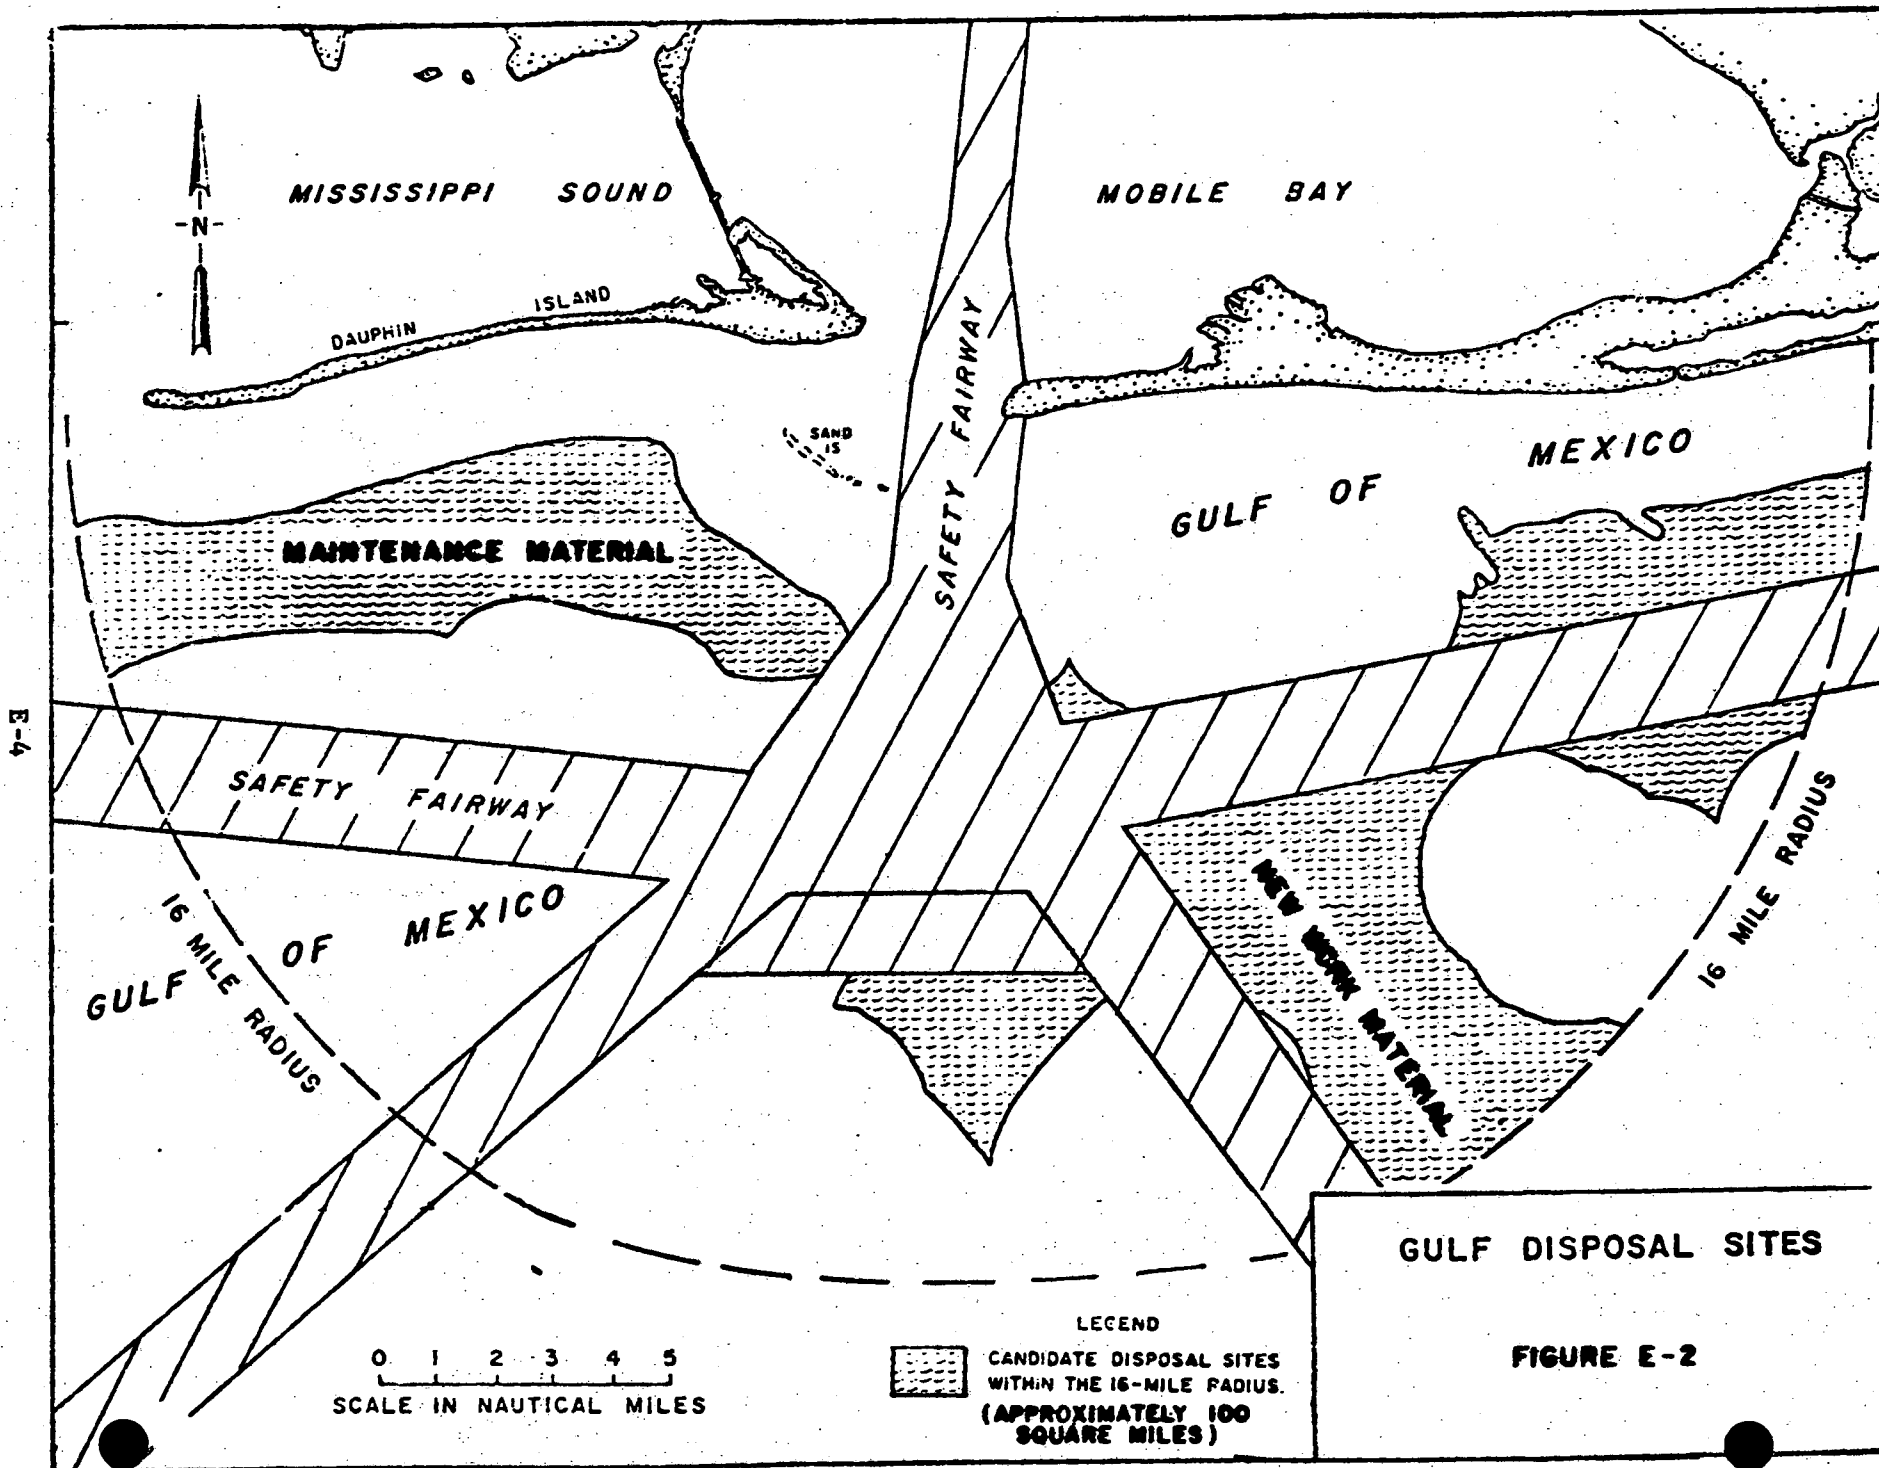 MISSISSIPPI SOUND
MOBILE BAY
-N-
DAUPHIN ISLAND
SAFETY FAIRWAY
SAND
IS
GULF OF MEXICO
MAINTENANCE MATERIAL
E-4
SAFETY FAIRWAY
NEW WORK MATERIAL
16 MILE RADIUS
GULF OF MEXICO
16 MILE RADIUS
GULF DISPOSAL SITES
FIGURE E-2
LEGEND
CANDIDATE DISPOSAL SITES
WITHIN THE 16-MILE RADIUS.
(APPROXIMATELY 100
SQUARE MILES)
0 1 2 3 4 5
SCALE IN NAUTICAL MILES